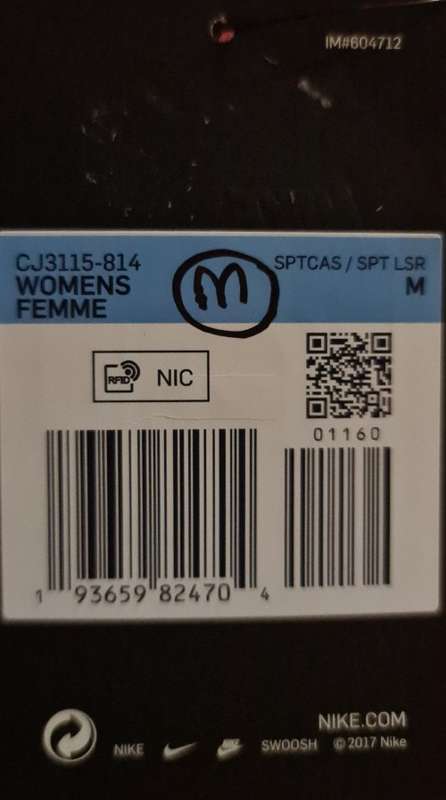 IM#604712
CJ3115-814
WOMENS
FEMME
M
SPTCAS / SPT LSR
M
RFID NIC
01160
1 93659 82470 4
NIKE.COM
NIKE SWOOSH © 2017 Nike